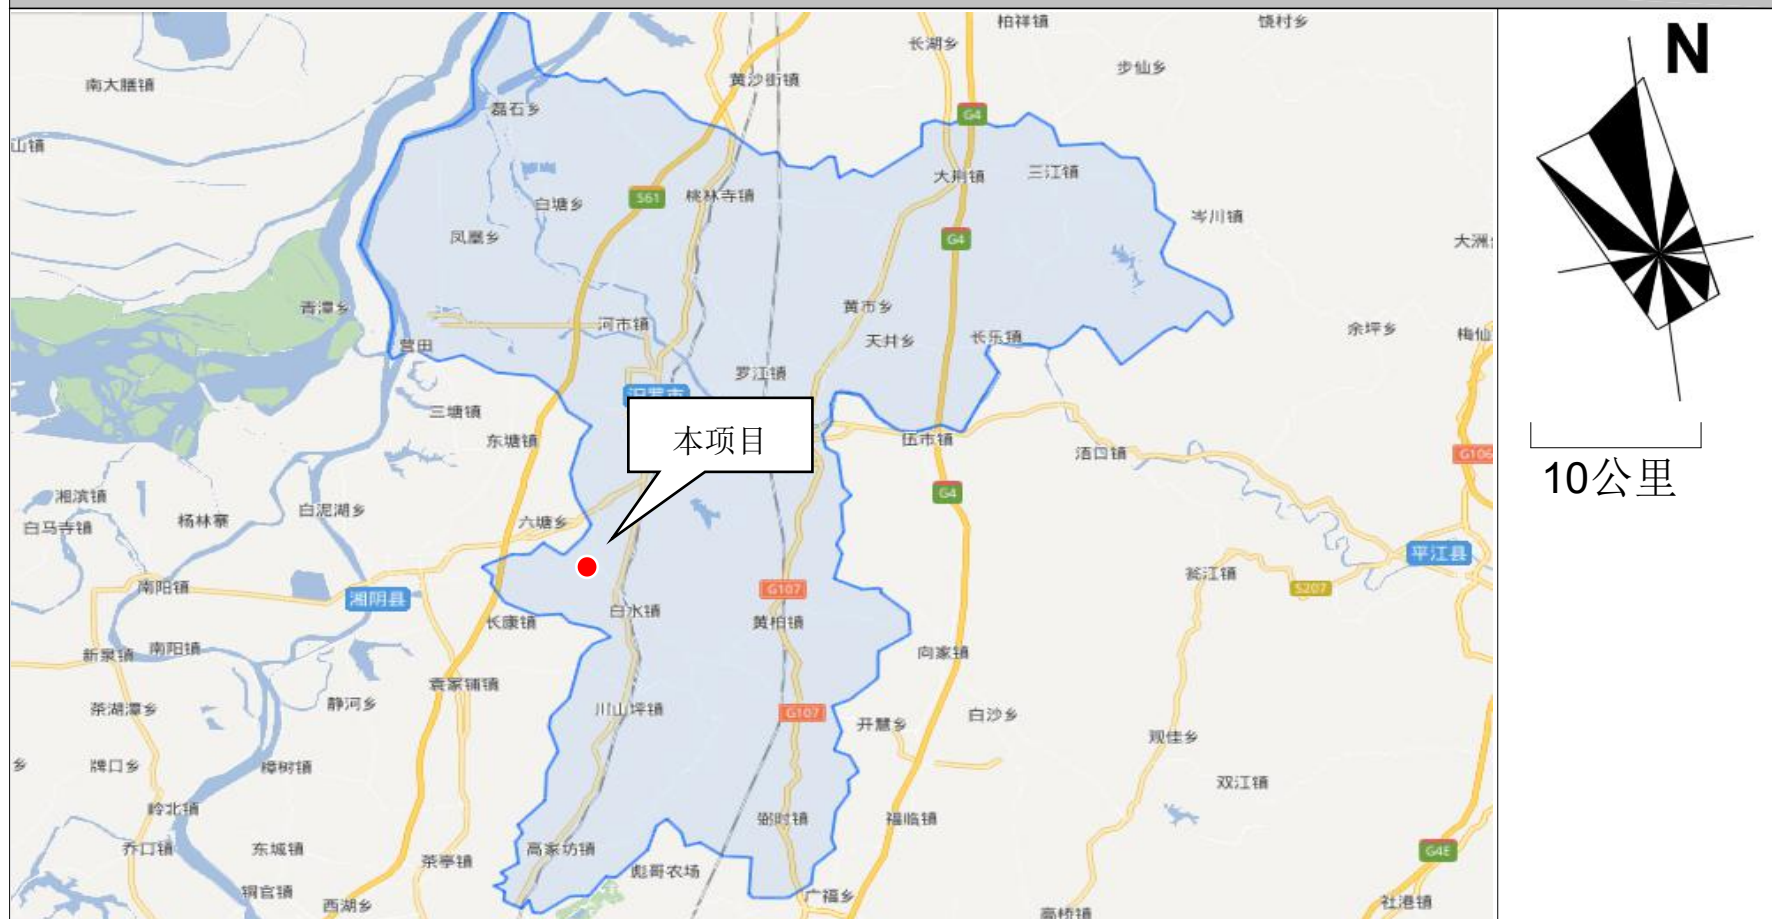 柏祥镇
饶村乡
长湖乡
步仙乡
N
南大膳镇
黄沙街镇
磊石乡
G4
山镇
大荆镇
三江镇
S61
桃林寺镇
白塘乡
岑川镇
凤凰乡
G4
大洲
青潭乡
黄市乡
河市镇
余坪乡
梅仙
营田
天井乡
长乐镇
罗江镇
汨罗市
三塘镇
东塘镇
本项目
伍市镇
浯口镇
G106
10公里
湘滨镇
G4
白马寺镇
杨林寨
白泥湖乡
六塘乡
平江县
南阳镇
瓮江镇
S207
湘阴县
G107
白水镇
长康镇
黄柏镇
新泉镇
南阳镇
向家镇
袁家铺镇
茶湖潭乡
静河乡
川山坪镇
G107
开慧乡
白沙乡
观佳乡
乡
牌口乡
樟树镇
双江镇
岭北镇
弼时镇
福临镇
乔口镇
东城镇
茶亭镇
高家坊镇
G4E
彪哥农场
铜官镇
西湖乡
广福乡
高桥镇
社港镇